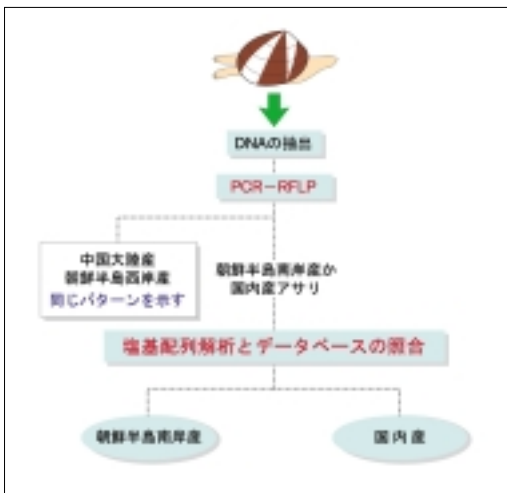 DNAの抽出
PCR-RFLP
中国大陸産
朝鮮半島西岸産
同じパターンを示す
朝鮮半島南岸産か
国内産アサリ
塩基配列解析とデータベースの照合
朝鮮半島南岸産
国内産